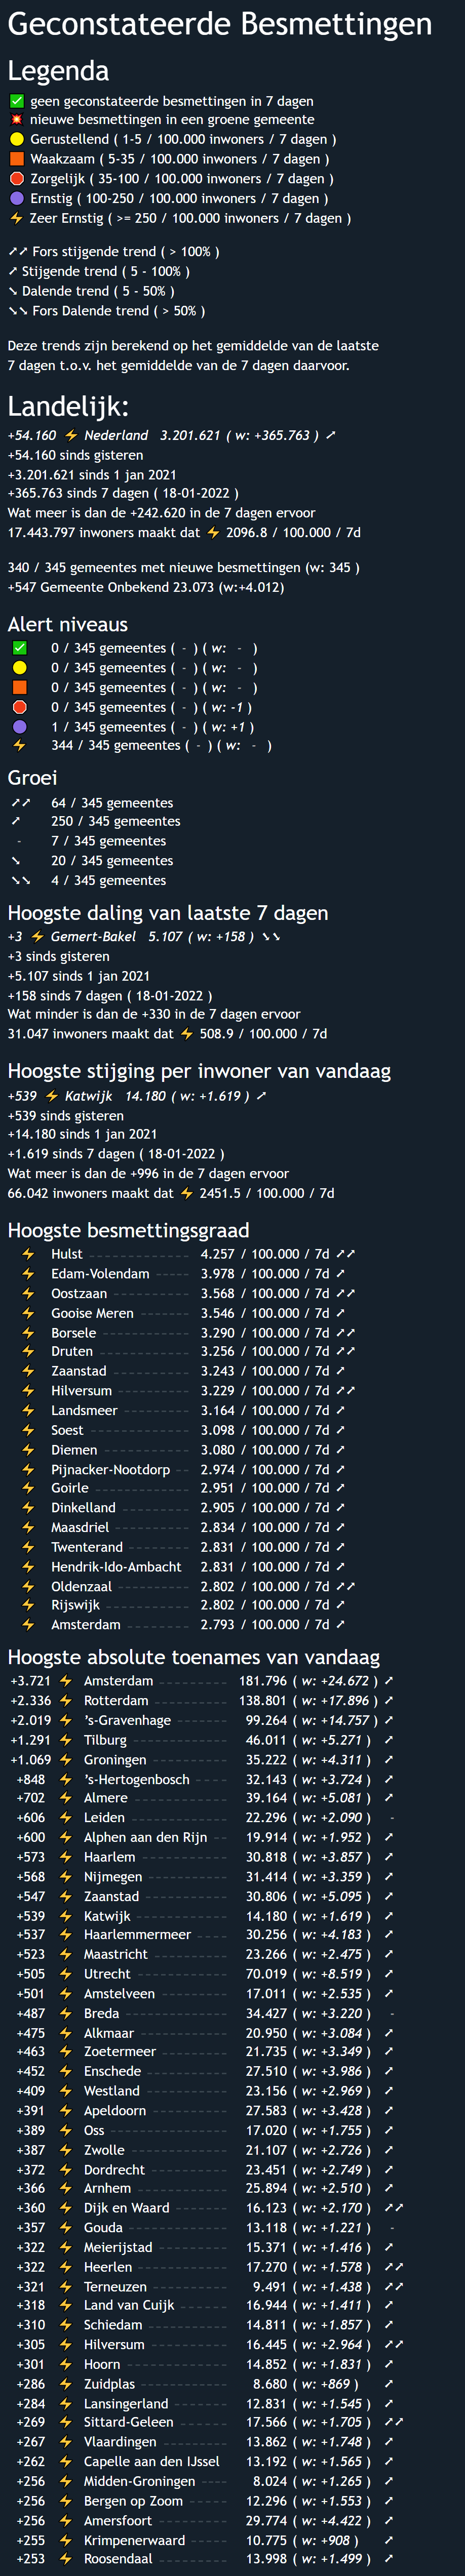 Geconstateerde Besmettingen
Legenda
✅ geen geconstateerde besmettingen in 7 dagen
💥 nieuwe besmettingen in een groene gemeente
🟡 Gerustellend ( 1-5 / 100.000 inwoners / 7 dagen )
🟧 Waakzaam ( 5-35 / 100.000 inwoners / 7 dagen )
🛑 Zorgelijk ( 35-100 / 100.000 inwoners / 7 dagen )
🟣 Ernstig ( 100-250 / 100.000 inwoners / 7 dagen )
⚡ Zeer Ernstig ( >= 250 / 100.000 inwoners / 7 dagen )
➚➚ Fors stijgende trend ( > 100% )
➚ Stijgende trend ( 5 - 100% )
➘ Dalende trend ( 5 - 50% )
➘➘ Fors Dalende trend ( > 50% )
Deze trends zijn berekend op het gemiddelde van de laatste
7 dagen t.o.v. het gemiddelde van de 7 dagen daarvoor.
Landelijk:
+54.160 ⚡ Nederland 3.201.621 ( w: +365.763 ) ➚
+54.160 sinds gisteren
+3.201.621 sinds 1 jan 2021
+365.763 sinds 7 dagen ( 18-01-2022 )
Wat meer is dan de +242.620 in de 7 dagen ervoor
17.443.797 inwoners maakt dat ⚡ 2096.8 / 100.000 / 7d
340 / 345 gemeentes met nieuwe besmettingen (w: 345 )
+547 Gemeente Onbekend 23.073 (w:+4.012)
Alert niveaus
✅ 0 / 345 gemeentes ( - ) ( w: - )
🟡 0 / 345 gemeentes ( - ) ( w: - )
🟧 0 / 345 gemeentes ( - ) ( w: - )
🛑 0 / 345 gemeentes ( - ) ( w: -1 )
🟣 1 / 345 gemeentes ( - ) ( w: +1 )
⚡ 344 / 345 gemeentes ( - ) ( w: - )
Groei
➚➚ 64 / 345 gemeentes
➚ 250 / 345 gemeentes
- 7 / 345 gemeentes
➘ 20 / 345 gemeentes
➘➘ 4 / 345 gemeentes
Hoogste daling van laatste 7 dagen
+3 ⚡ Gemert-Bakel 5.107 ( w: +158 ) ➘➘
+3 sinds gisteren
+5.107 sinds 1 jan 2021
+158 sinds 7 dagen ( 18-01-2022 )
Wat minder is dan de +330 in de 7 dagen ervoor
31.047 inwoners maakt dat ⚡ 508.9 / 100.000 / 7d
Hoogste stijging per inwoner van vandaag
+539 ⚡ Katwijk 14.180 ( w: +1.619 ) ➚
+539 sinds gisteren
+14.180 sinds 1 jan 2021
+1.619 sinds 7 dagen ( 18-01-2022 )
Wat meer is dan de +996 in de 7 dagen ervoor
66.042 inwoners maakt dat ⚡ 2451.5 / 100.000 / 7d
Hoogste besmettingsgraad
⚡ Hulst 4.257 / 100.000 / 7d ➚➚
⚡ Edam-Volendam 3.978 / 100.000 / 7d ➚
⚡ Oostzaan 3.568 / 100.000 / 7d ➚➚
⚡ Gooise Meren 3.546 / 100.000 / 7d ➚
⚡ Borsele 3.290 / 100.000 / 7d ➚➚
⚡ Druten 3.256 / 100.000 / 7d ➚➚
⚡ Zaanstad 3.243 / 100.000 / 7d ➚
⚡ Hilversum 3.229 / 100.000 / 7d ➚➚
⚡ Landsmeer 3.164 / 100.000 / 7d ➚
⚡ Soest 3.098 / 100.000 / 7d ➚
⚡ Diemen 3.080 / 100.000 / 7d ➚
⚡ Pijnacker-Nootdorp 2.974 / 100.000 / 7d ➚
⚡ Goirle 2.951 / 100.000 / 7d ➚
⚡ Dinkelland 2.905 / 100.000 / 7d ➚
⚡ Maasdriel 2.834 / 100.000 / 7d ➚
⚡ Twenterand 2.831 / 100.000 / 7d ➚
⚡ Hendrik-Ido-Ambacht 2.831 / 100.000 / 7d ➚
⚡ Oldenzaal 2.802 / 100.000 / 7d ➚➚
⚡ Rijswijk 2.802 / 100.000 / 7d ➚
⚡ Amsterdam 2.793 / 100.000 / 7d ➚
Hoogste absolute toenames van vandaag
+3.721 ⚡ Amsterdam 181.796 ( w: +24.672 ) ➚
+2.336 ⚡ Rotterdam 138.801 ( w: +17.896 ) ➚
+2.019 ⚡ 's-Gravenhage 99.264 ( w: +14.757 ) ➚
+1.291 ⚡ Tilburg 46.011 ( w: +5.271 ) ➚
+1.069 ⚡ Groningen 35.222 ( w: +4.311 ) ➚
+848 ⚡ 's-Hertogenbosch 32.143 ( w: +3.724 ) ➚
+702 ⚡ Almere 39.164 ( w: +5.081 ) ➚
+606 ⚡ Leiden 22.296 ( w: +2.090 ) -
+600 ⚡ Alphen aan den Rijn 19.914 ( w: +1.952 ) ➚
+573 ⚡ Haarlem 30.818 ( w: +3.857 ) ➚
+568 ⚡ Nijmegen 31.414 ( w: +3.359 ) ➚
+547 ⚡ Zaanstad 30.806 ( w: +5.095 ) ➚
+539 ⚡ Katwijk 14.180 ( w: +1.619 ) ➚
+537 ⚡ Haarlemmermeer 30.256 ( w: +4.183 ) ➚
+523 ⚡ Maastricht 23.266 ( w: +2.475 ) ➚
+505 ⚡ Utrecht 70.019 ( w: +8.519 ) ➚
+501 ⚡ Amstelveen 17.011 ( w: +2.535 ) ➚
+487 ⚡ Breda 34.427 ( w: +3.220 ) -
+475 ⚡ Alkmaar 20.950 ( w: +3.084 ) ➚
+463 ⚡ Zoetermeer 21.735 ( w: +3.349 ) ➚
+452 ⚡ Enschede 27.510 ( w: +3.986 ) ➚
+409 ⚡ Westland 23.156 ( w: +2.969 ) ➚
+391 ⚡ Apeldoorn 27.583 ( w: +3.428 ) ➚
+389 ⚡ Oss 17.020 ( w: +1.755 ) ➚
+387 ⚡ Zwolle 21.107 ( w: +2.726 ) ➚
+372 ⚡ Dordrecht 23.451 ( w: +2.749 ) ➚
+366 ⚡ Arnhem 25.894 ( w: +2.510 ) ➚
+360 ⚡ Dijk en Waard 16.123 ( w: +2.170 ) ➚➚
+357 ⚡ Gouda 13.118 ( w: +1.221 ) -
+322 ⚡ Meierijstad 15.371 ( w: +1.416 ) ➚
+322 ⚡ Heerlen 17.270 ( w: +1.578 ) ➚➚
+321 ⚡ Terneuzen 9.491 ( w: +1.438 ) ➚➚
+318 ⚡ Land van Cuijk 16.944 ( w: +1.411 ) ➚
+310 ⚡ Schiedam 14.811 ( w: +1.857 ) ➚
+305 ⚡ Hilversum 16.445 ( w: +2.964 ) ➚➚
+301 ⚡ Hoorn 14.852 ( w: +1.831 ) ➚
+286 ⚡ Zuidplas 8.680 ( w: +869 ) ➚
+284 ⚡ Lansingerland 12.831 ( w: +1.545 ) ➚
+269 ⚡ Sittard-Geleen 17.566 ( w: +1.705 ) ➚➚
+267 ⚡ Vlaardingen 13.862 ( w: +1.748 ) ➚
+262 ⚡ Capelle aan den IJssel 13.192 ( w: +1.565 ) ➚
+256 ⚡ Midden-Groningen 8.024 ( w: +1.265 ) ➚
+256 ⚡ Bergen op Zoom 12.296 ( w: +1.553 ) ➚
+256 ⚡ Amersfoort 29.774 ( w: +4.422 ) ➚
+255 ⚡ Krimpenerwaard 10.775 ( w: +908 ) ➚
+253 ⚡ Roosendaal 13.998 ( w: +1.499 ) ➚